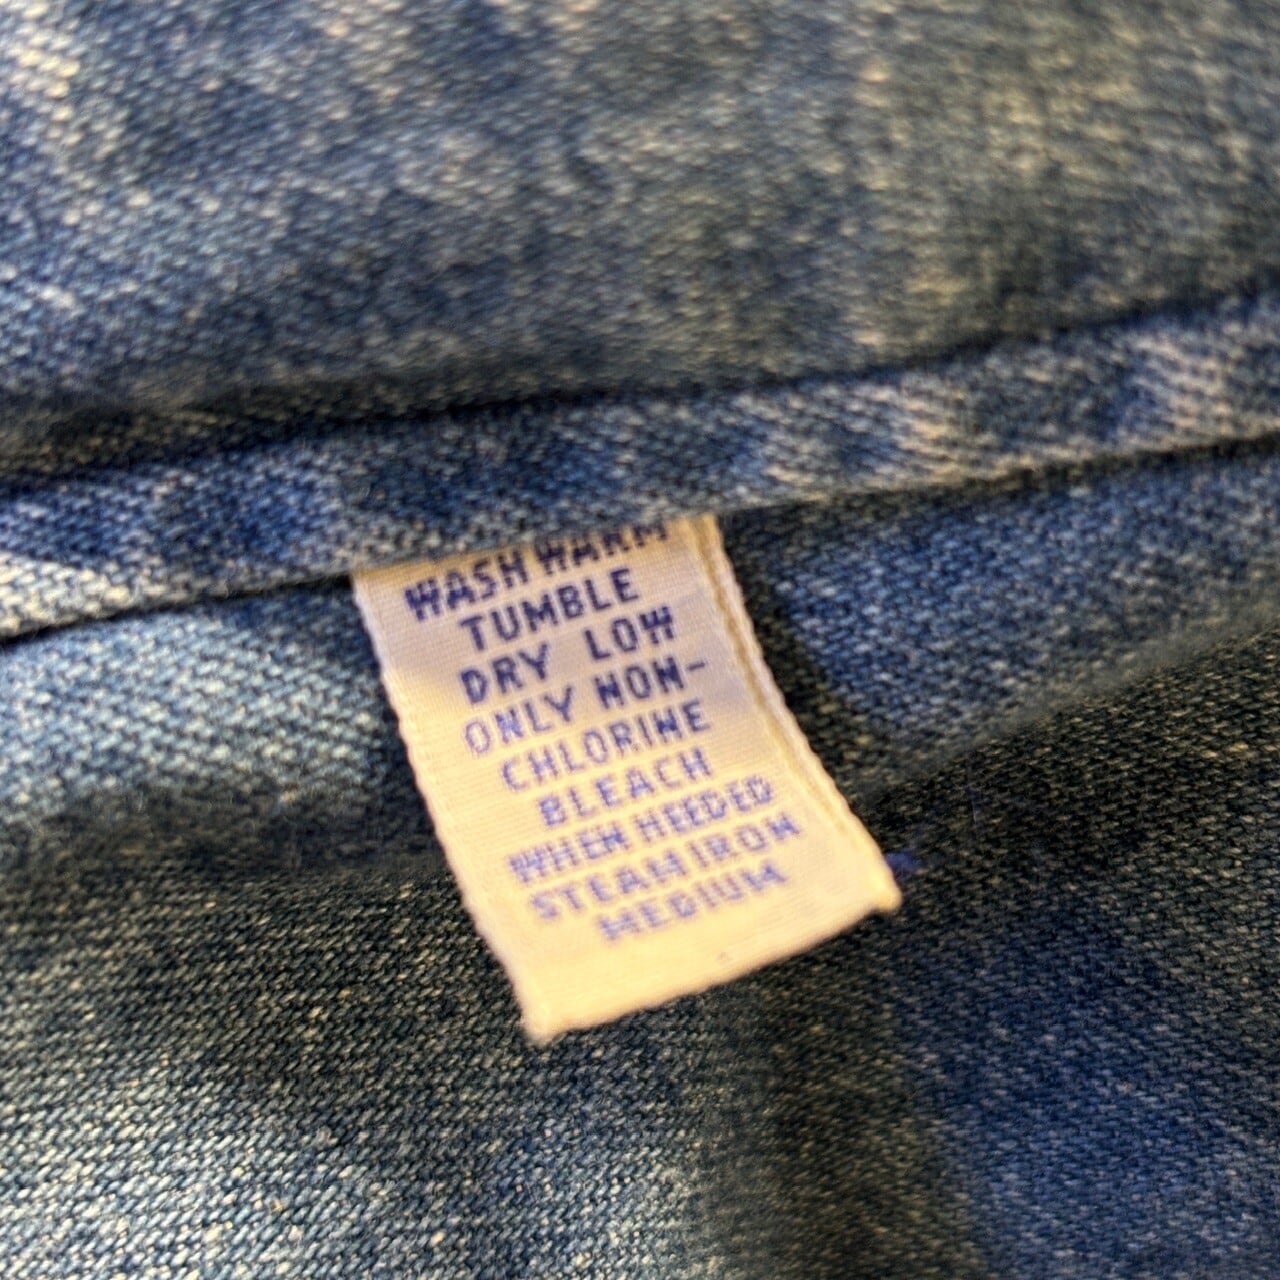 WASH WARM
TUMBLE
DRY LOW
ONLY NON-
CHLORINE
BLEACH
WHEN NEEDED
STEAM IRON
MEDIUM